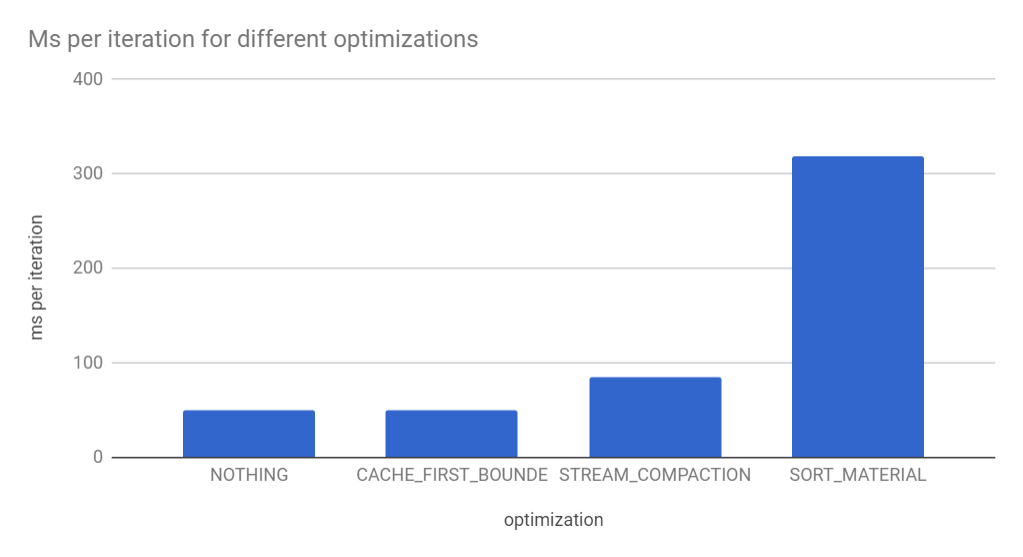 Ms per iteration for different optimizations
400
300
200
100
0
ms per iteration
NOTHING CACHE_FIRST_BOUNDE STREAM_COMPACTION SORT_MATERIAL
optimization